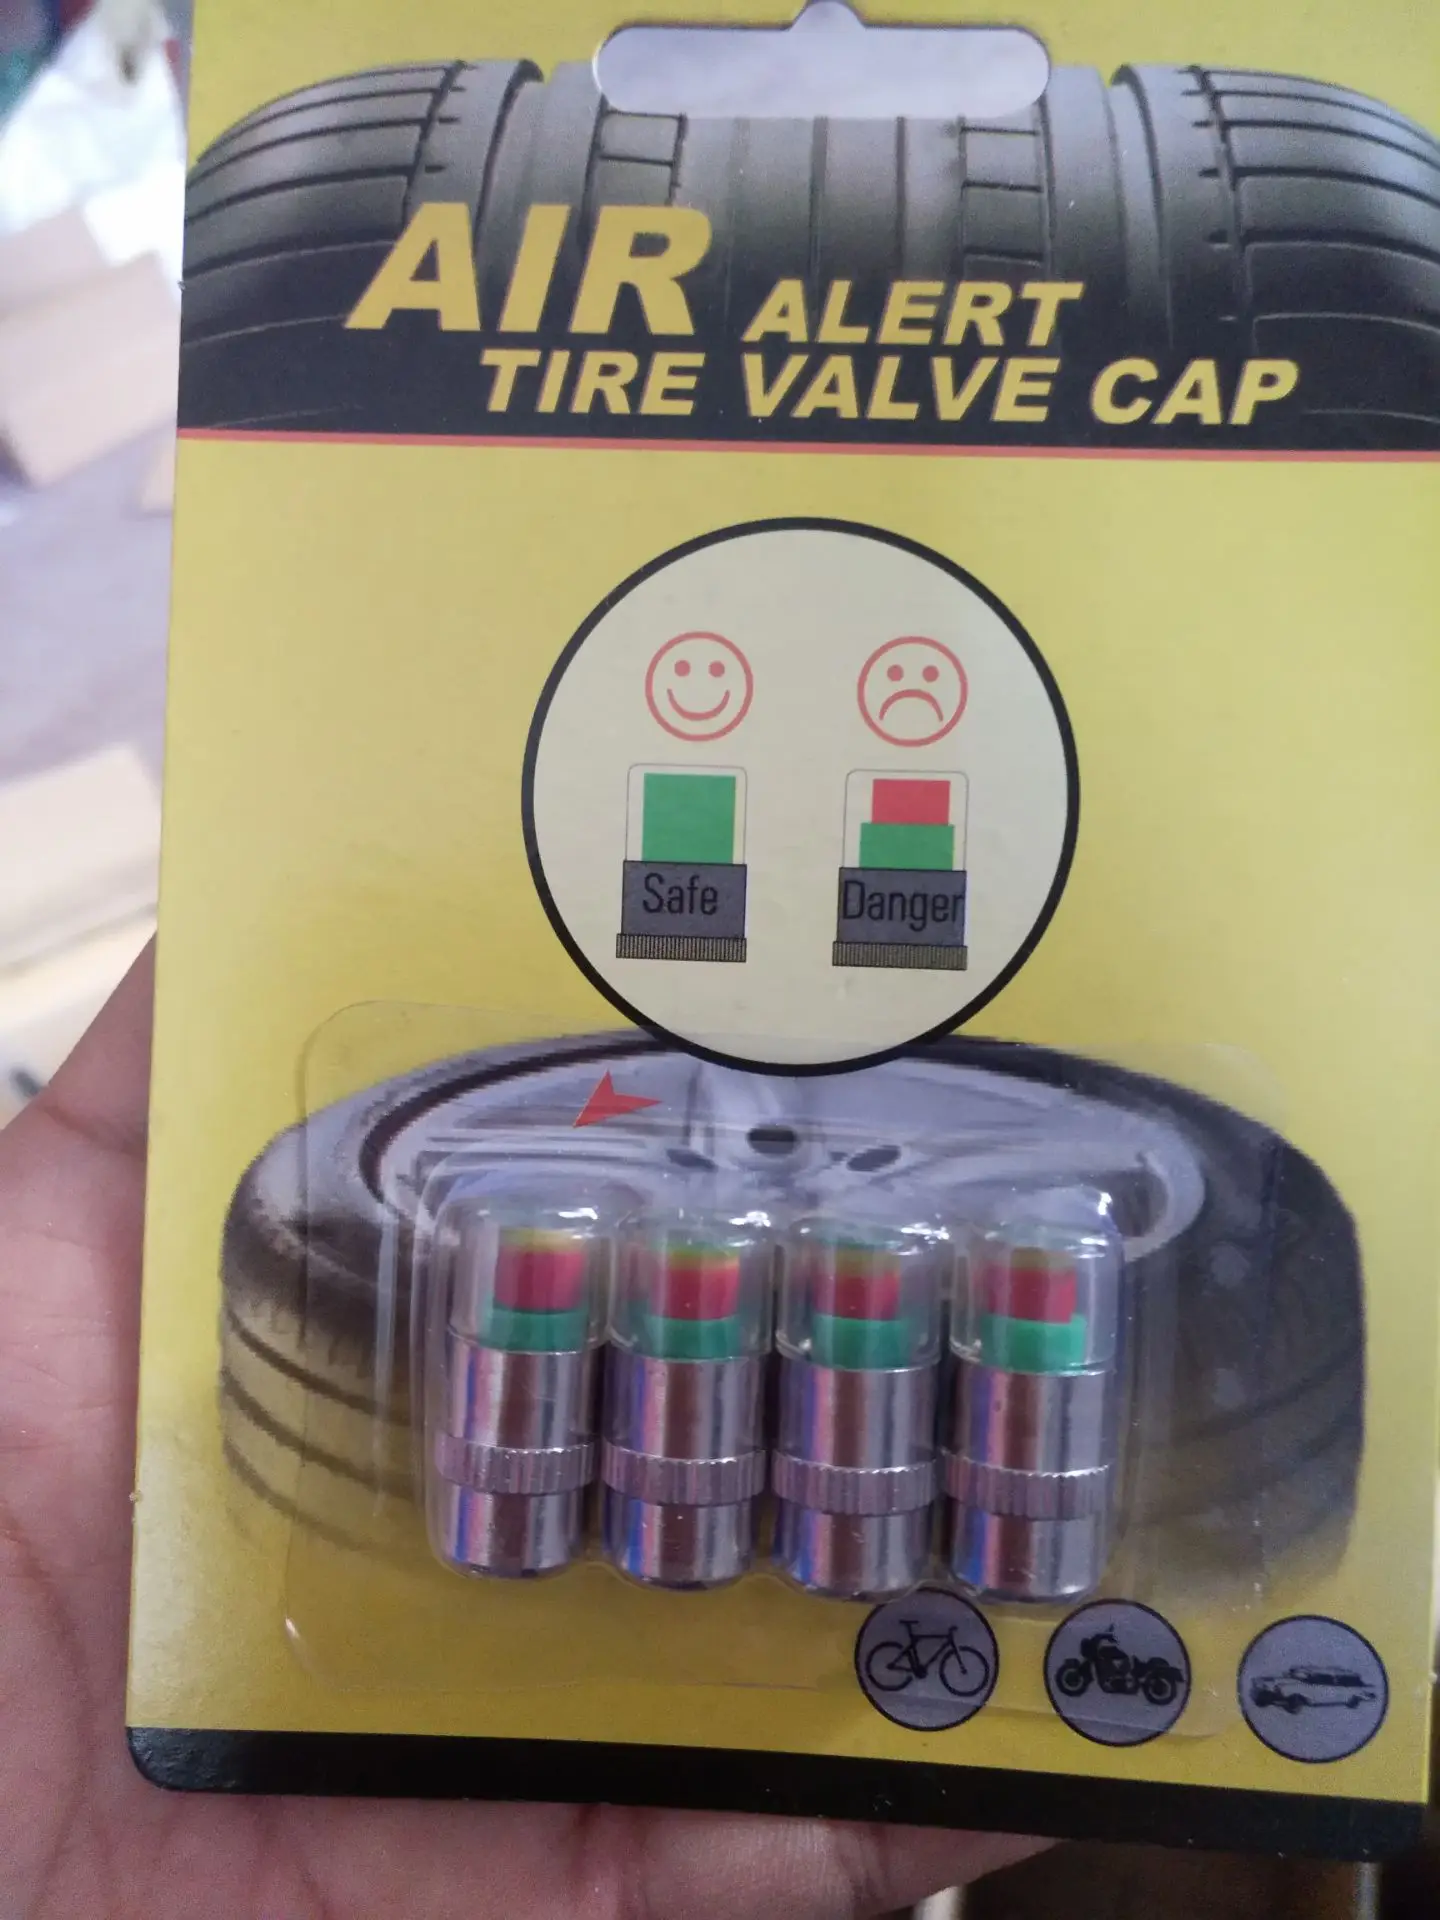 AIR ALERT
TIRE VALVE CAP
Safe
Danger